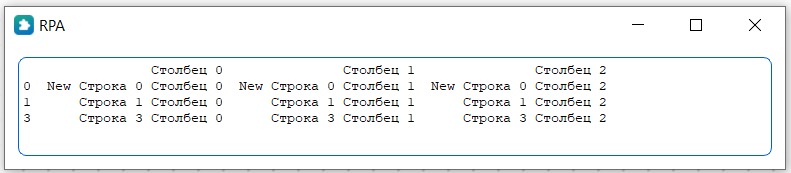 RPA
Столбец 0 Столбец 1 Столбец 2
0 New Строка 0 Столбец 0 New Строка 0 Столбец 1 New Строка 0 Столбец 2
1 Строка 1 Столбец 0 Строка 1 Столбец 1 Строка 1 Столбец 2
3 Строка 3 Столбец 0 Строка 3 Столбец 1 Строка 3 Столбец 2